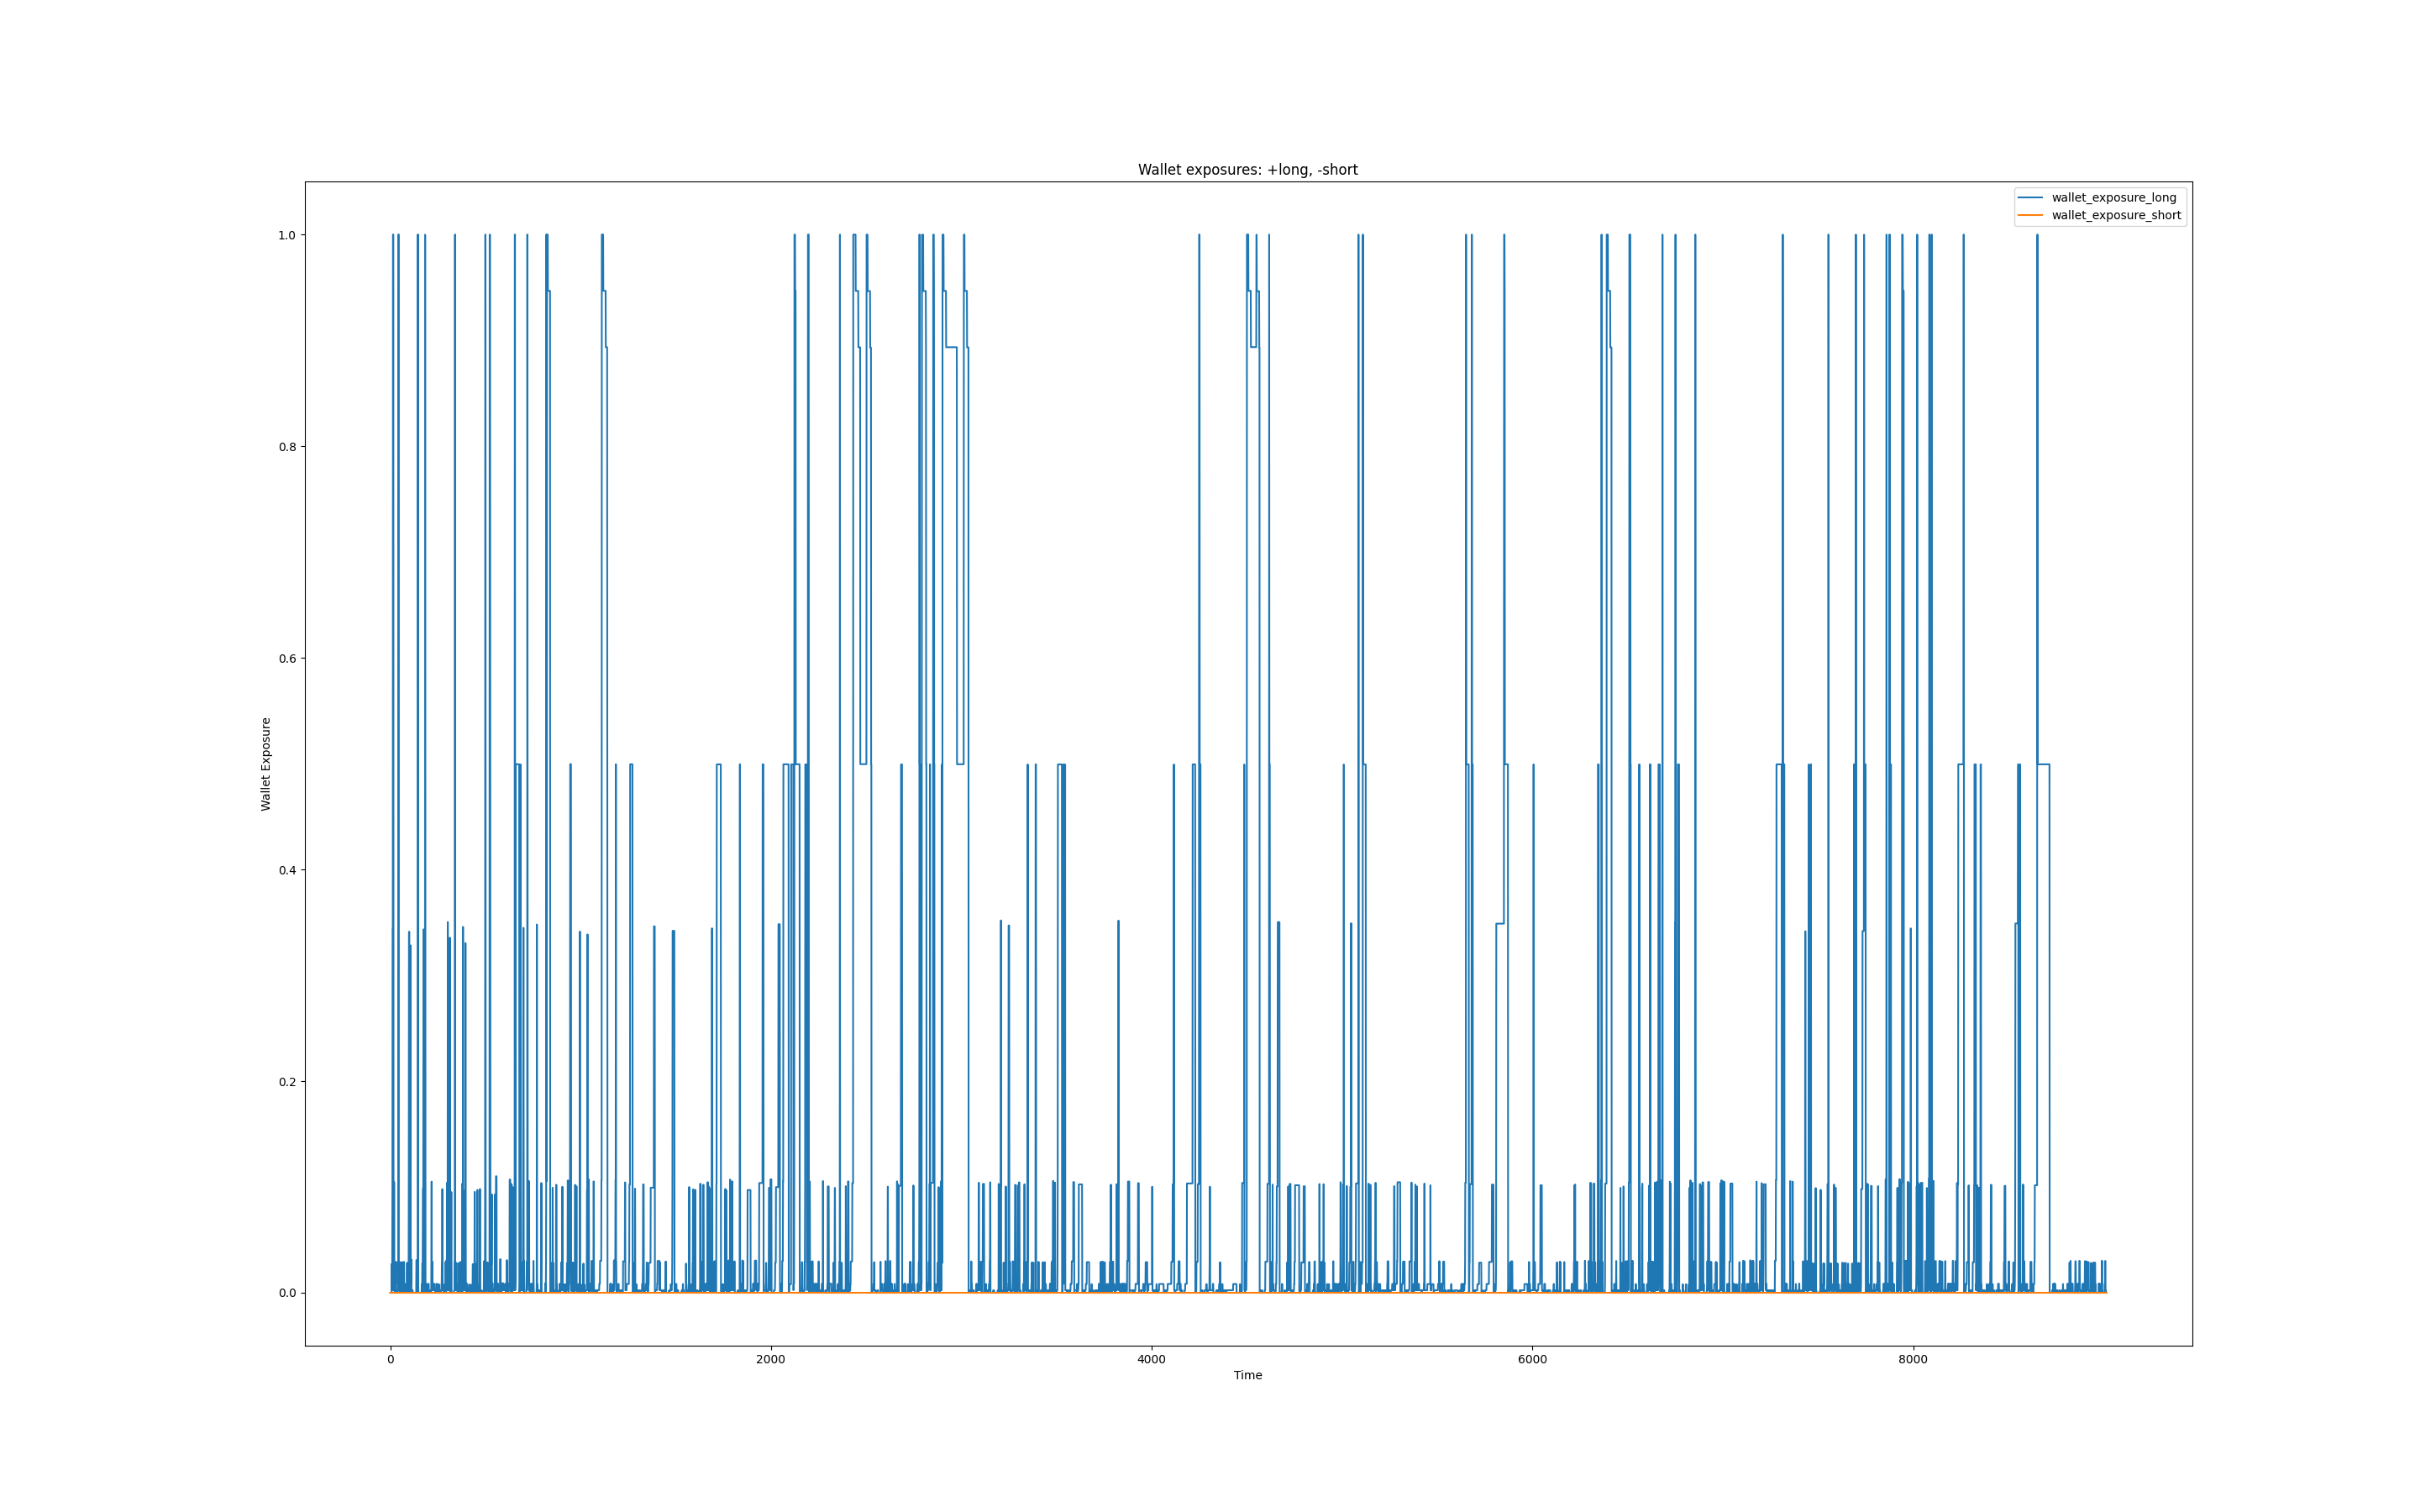 Wallet exposures: +long, -short
wallet_exposure_long
wallet_exposure_short
1.0
0.8
0.6
0.4
0.2
0.0
Wallet Exposure
0 2000 4000 6000 8000
Time